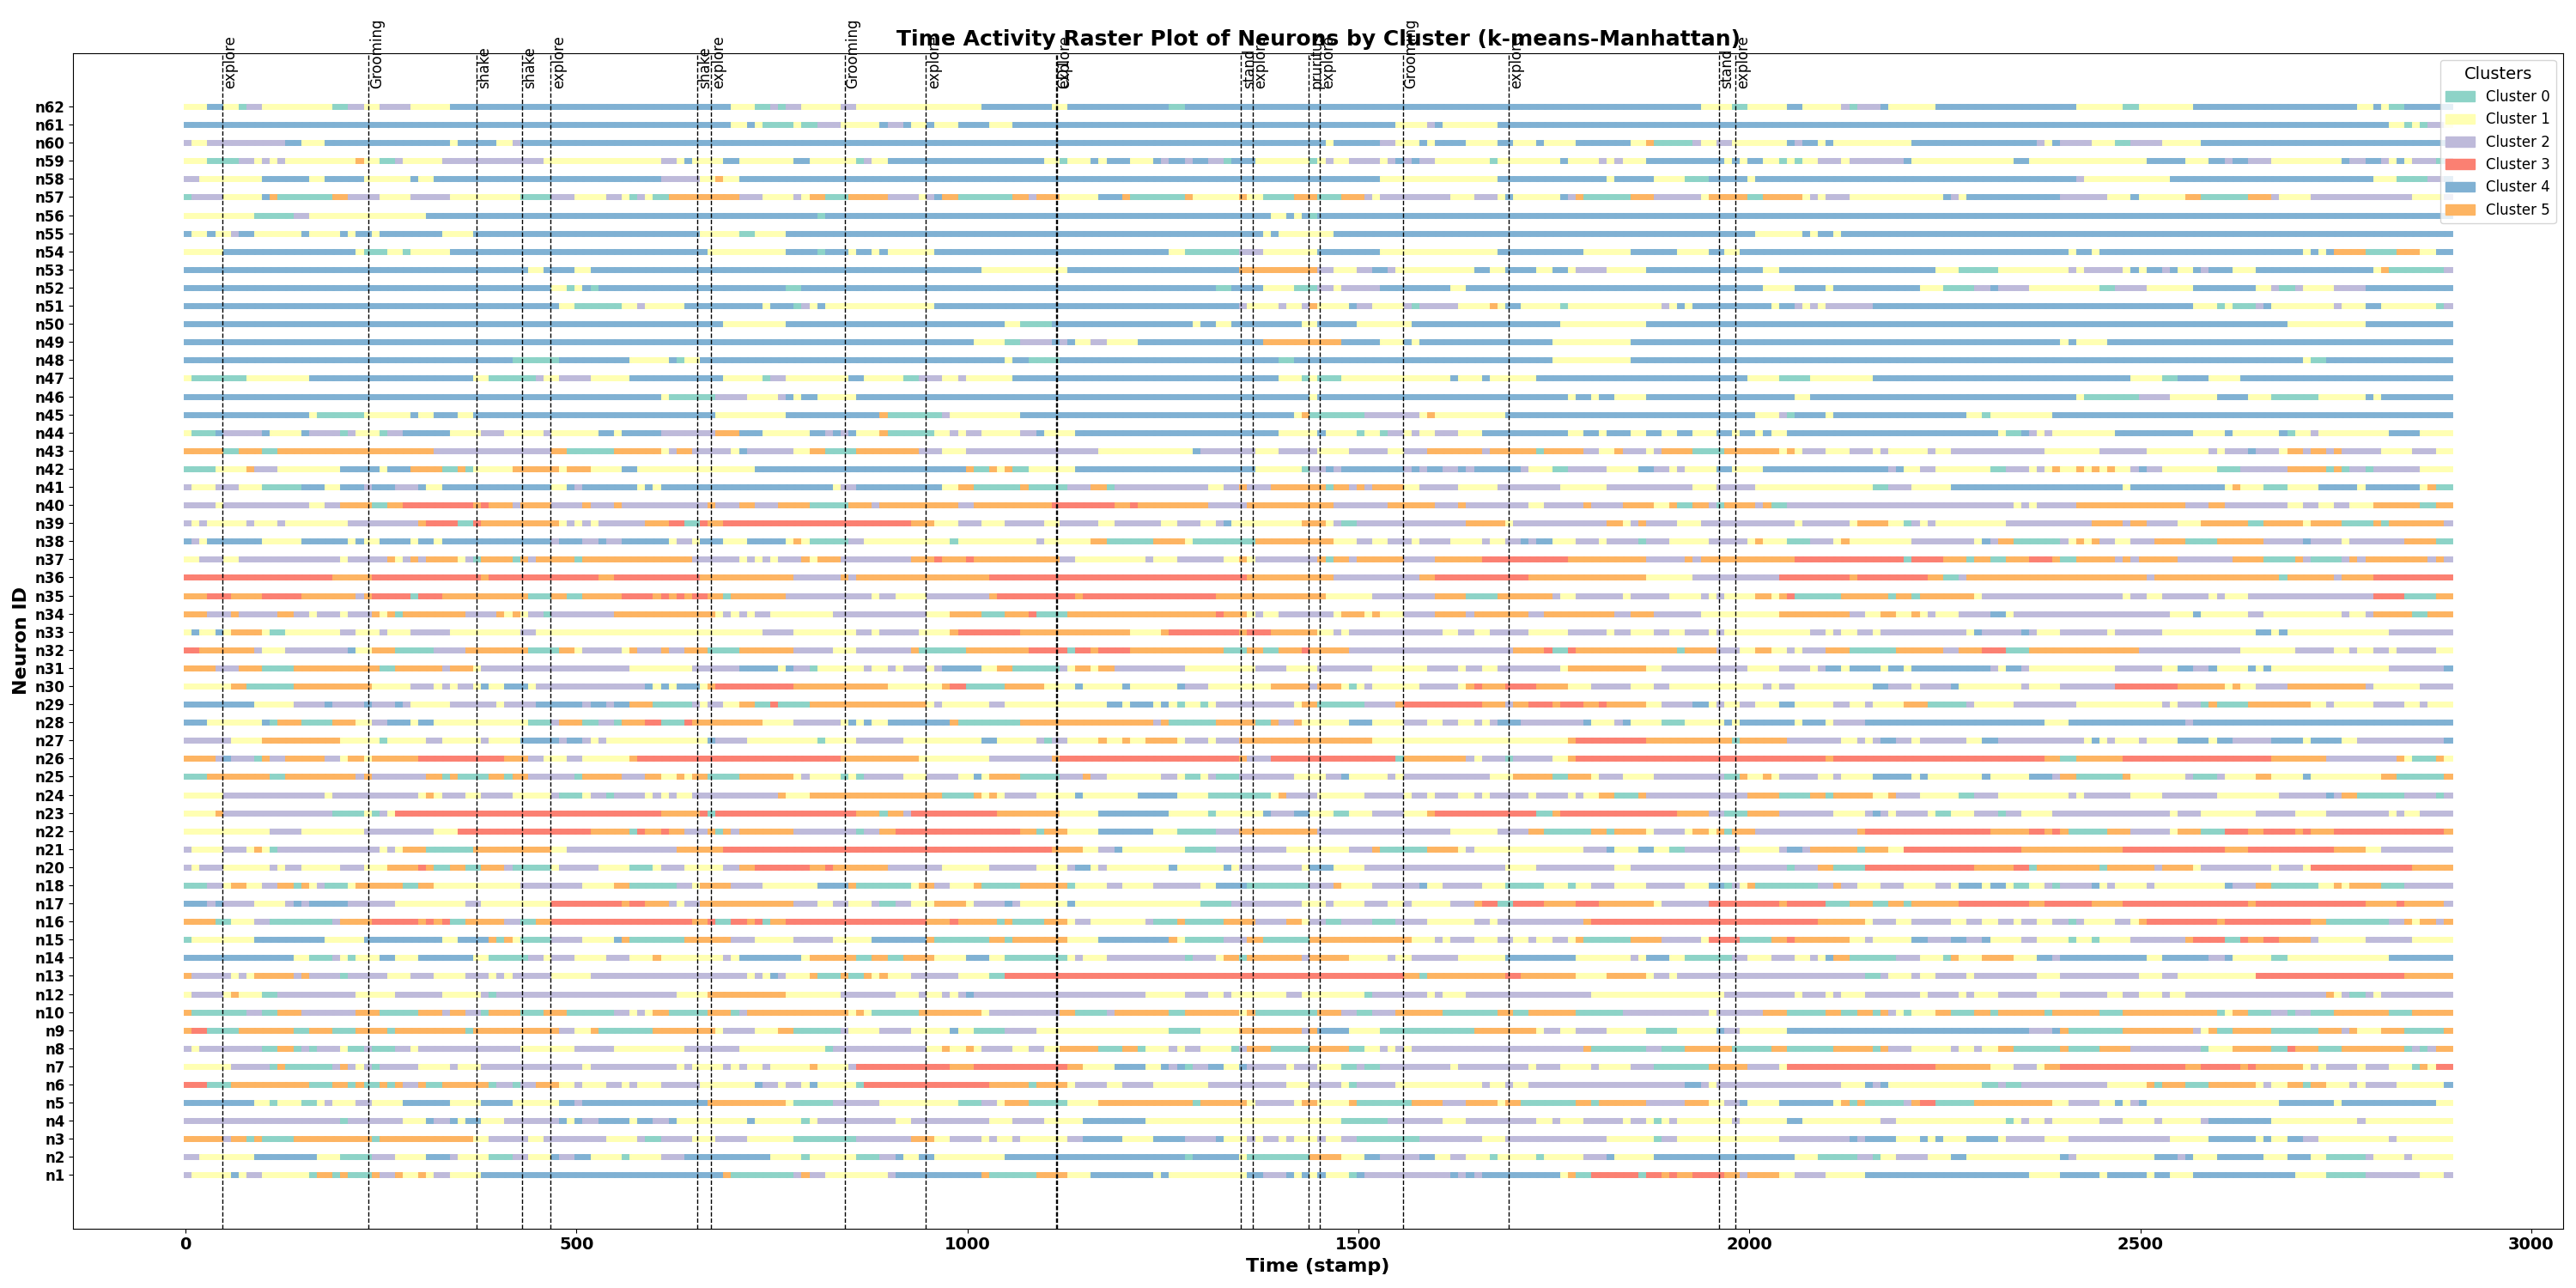 Time Activity Raster Plot of Neurons by Cluster (k-means-Manhattan)
explore
Grooming
shake
shake
explore
shake
explore
Grooming
explore
explore
stand
explore
explore
Grooming
explore
stand
explore
Clusters
Cluster 0
Cluster 1
Cluster 2
Cluster 3
Cluster 4
Cluster 5
Neuron ID
n62
n61
n60
n59
n58
n57
n56
n55
n54
n53
n52
n51
n50
n49
n48
n47
n46
n45
n44
n43
n42
n41
n40
n39
n38
n37
n36
n35
n34
n33
n32
n31
n30
n29
n28
n27
n26
n25
n24
n23
n22
n21
n20
n18
n17
n16
n15
n14
n13
n12
n10
n9
n8
n7
n6
n5
n4
n3
n2
n1
0
500
1000
1500
2000
2500
3000
Time (stamp)